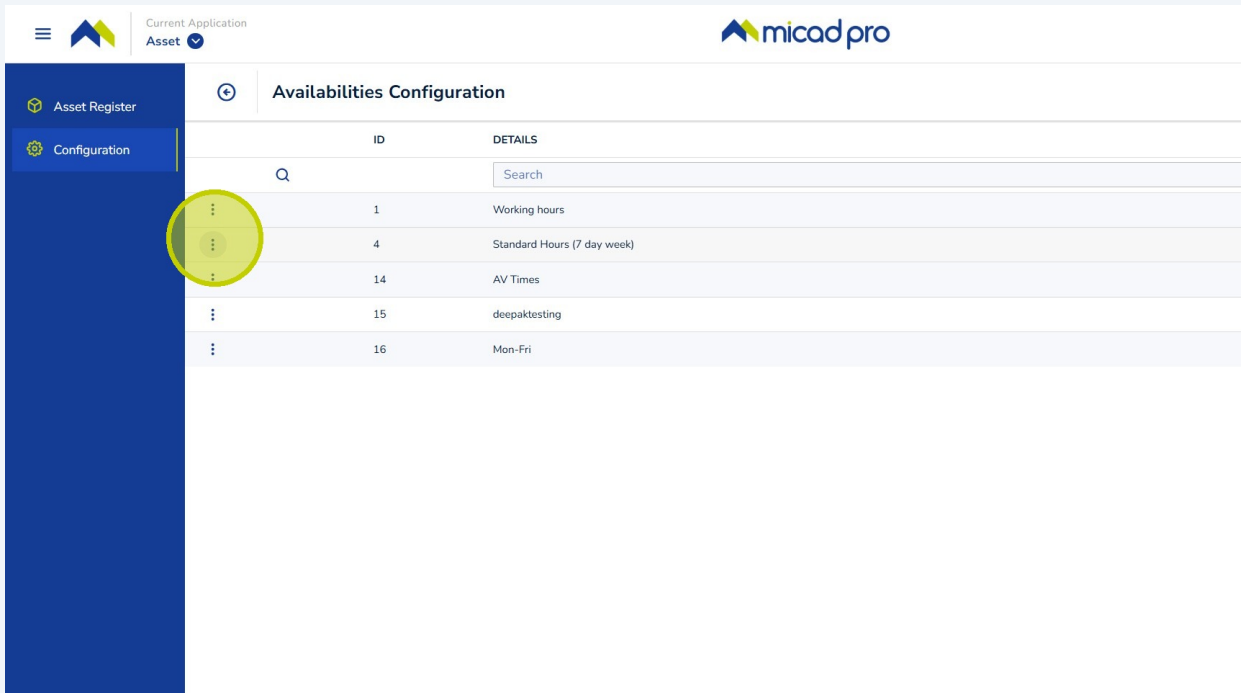 Current Application
Asset
micad pro
Asset Register
Configuration
Availabilities Configuration
ID DETAILS
Search
1 Working hours
4 Standard Hours (7 day week)
14 AV Times
15 deepaktesting
16 Mon-Fri